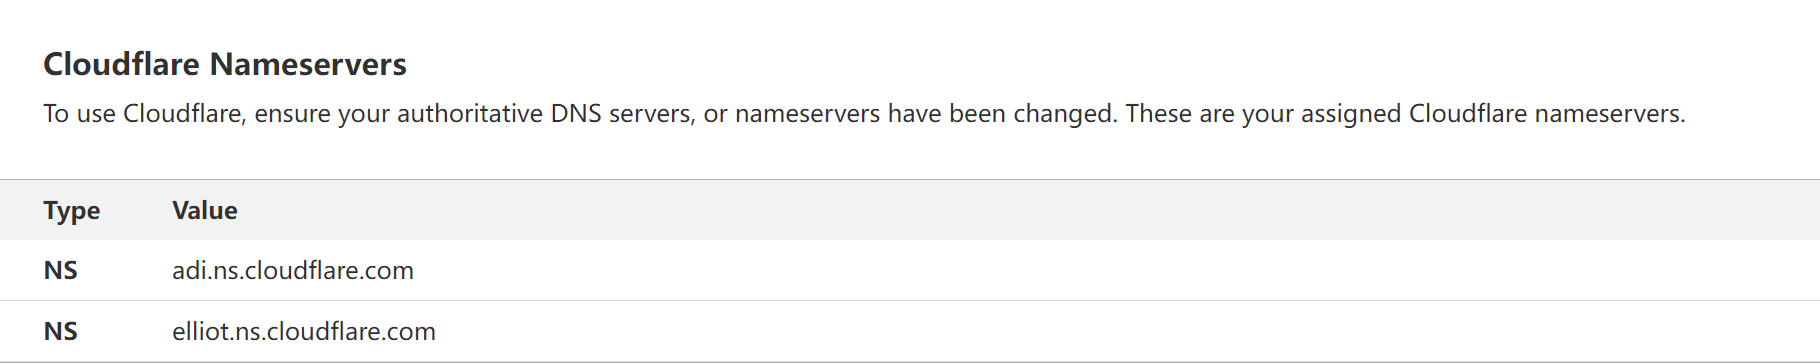 Cloudflare Nameservers
To use Cloudflare, ensure your authoritative DNS servers, or nameservers have been changed. These are your assigned Cloudflare nameservers.
Type Value
NS adi.ns.cloudflare.com
NS elliot.ns.cloudflare.com